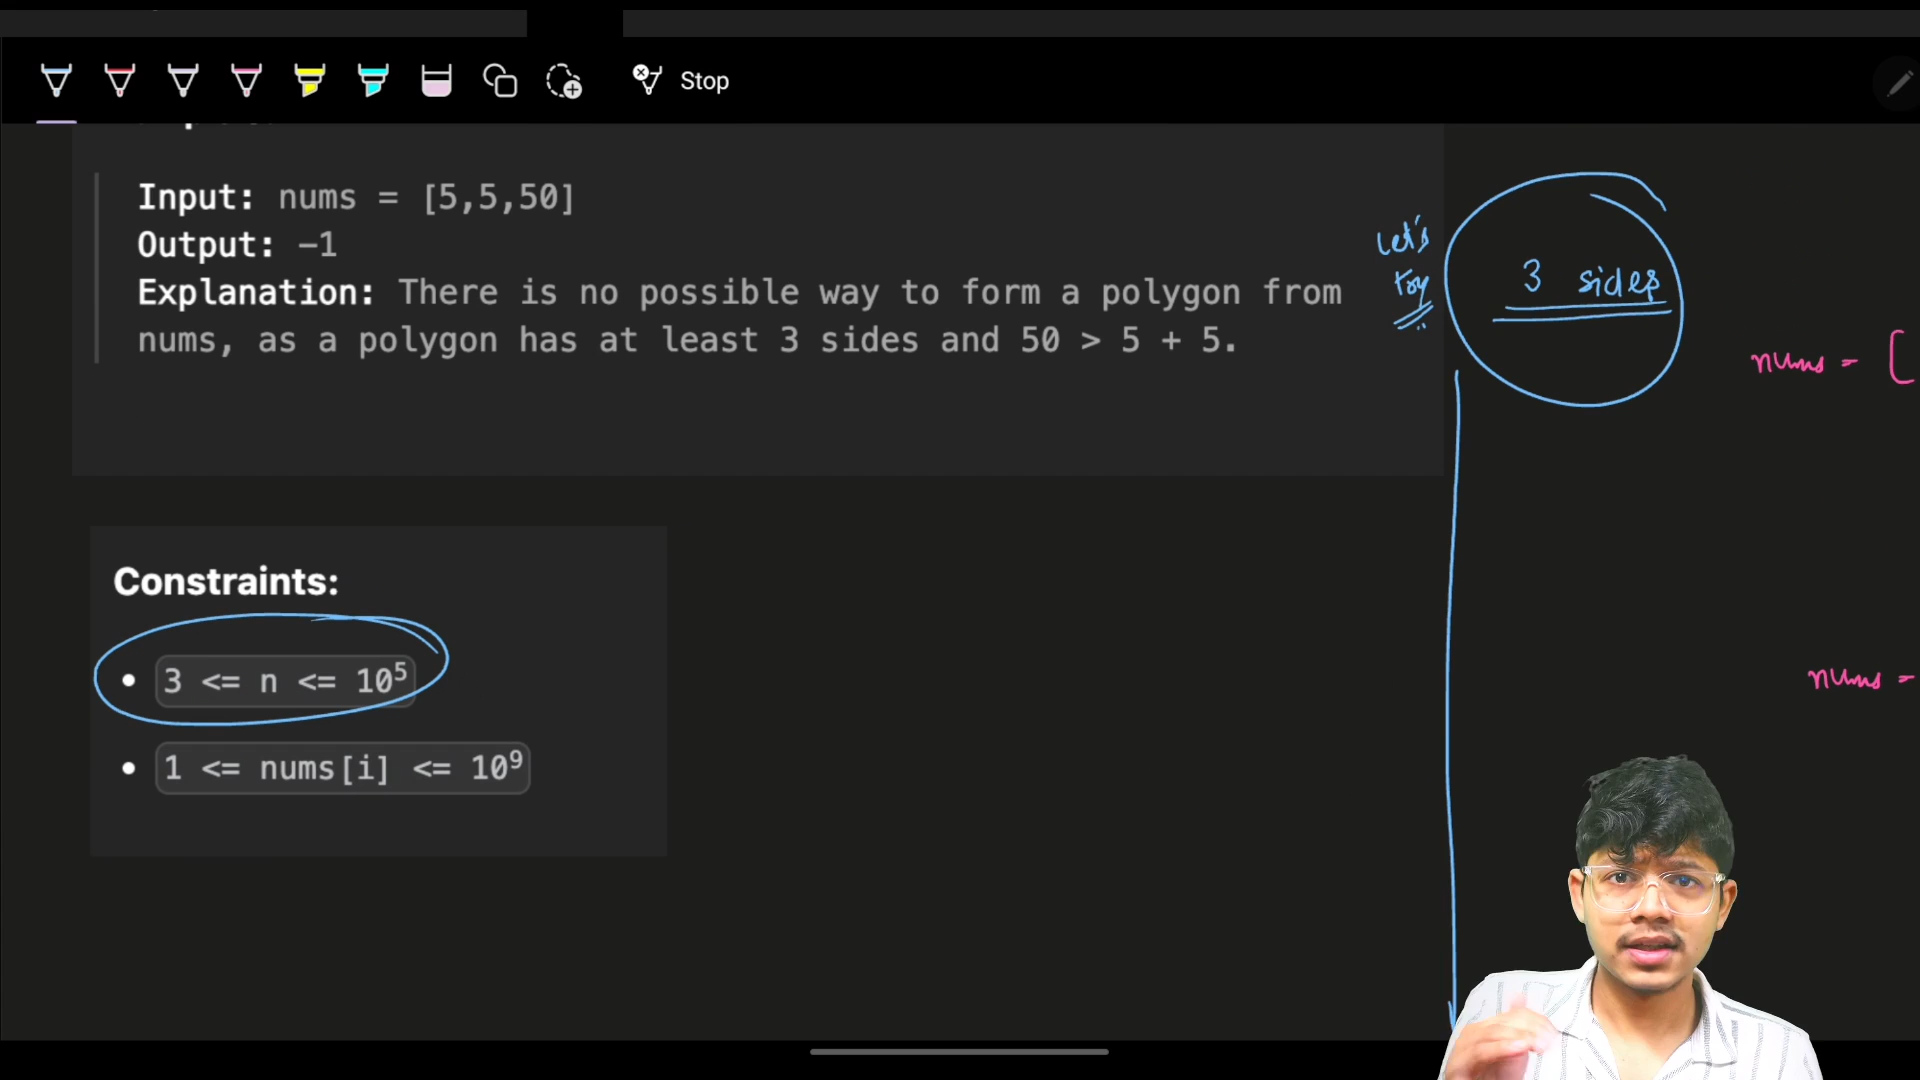 Stop
Input: nums = [5,5,50]
Output: -1
Explanation: There is no possible way to form a polygon from
nums, as a polygon has at least 3 sides and 50 > 5 + 5.
Constraints:
• 3 <= n <= 10⁵
• 1 <= nums[i] <= 10⁹
Let's
try
3 sides
nums = [
nums =